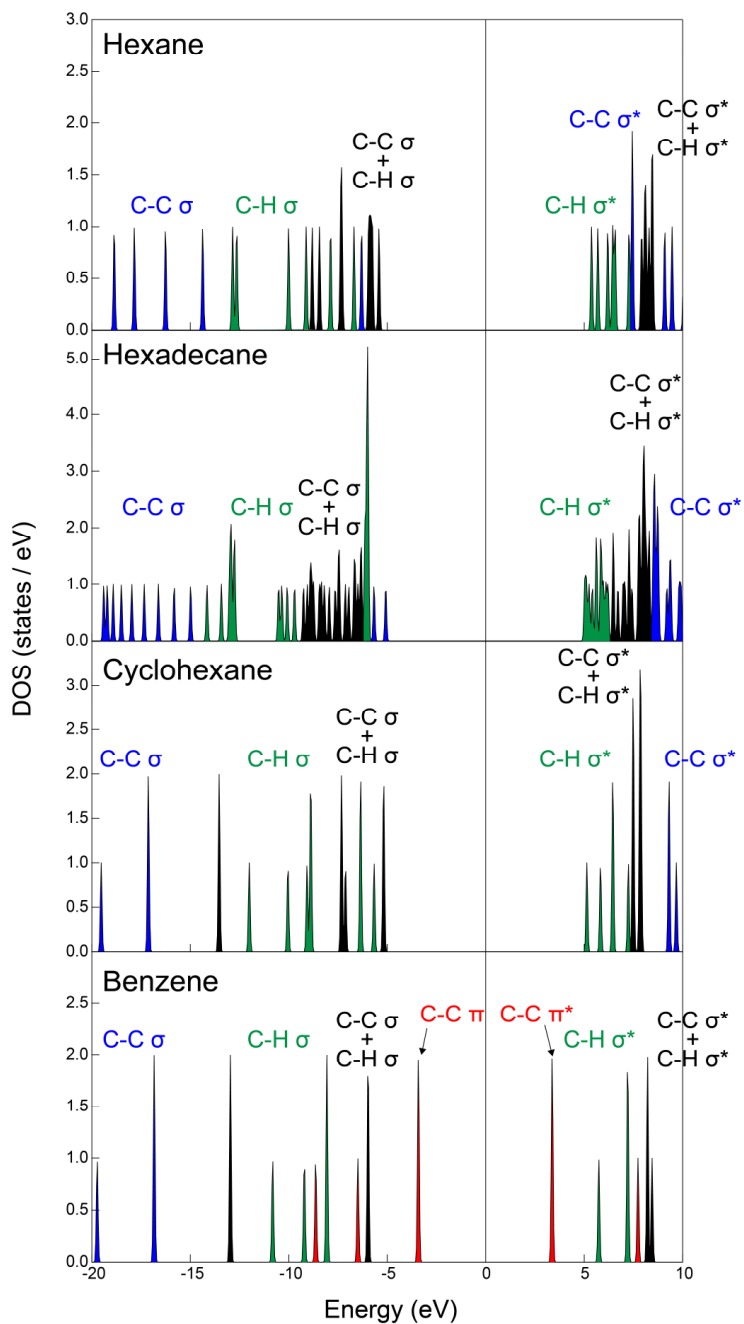 DOS (states / eV)
Hexane
3.0
2.5
2.0
1.5
1.0
0.5
0.0
C-C σ
C-H σ
C-C σ
+
C-H σ
C-H σ*
C-C σ*
C-C σ*
+
C-H σ*
Hexadecane
5.0
4.0
3.0
2.0
1.0
0.0
C-C σ
C-H σ
C-C σ
+
C-H σ
C-H σ*
C-C σ*
+
C-H σ*
C-C σ*
Cyclohexane
3.0
2.5
2.0
1.5
1.0
0.5
0.0
C-C σ
C-H σ
C-C σ
+
C-H σ
C-H σ*
C-C σ*
+
C-H σ*
C-C σ*
Benzene
2.5
2.0
1.5
1.0
0.5
0.0
C-C σ
C-H σ
C-C σ
+
C-H σ
C-C π
C-C π*
C-H σ*
C-C σ*
+
C-H σ*
-20
-15
-10
-5
0
5
10
Energy (eV)